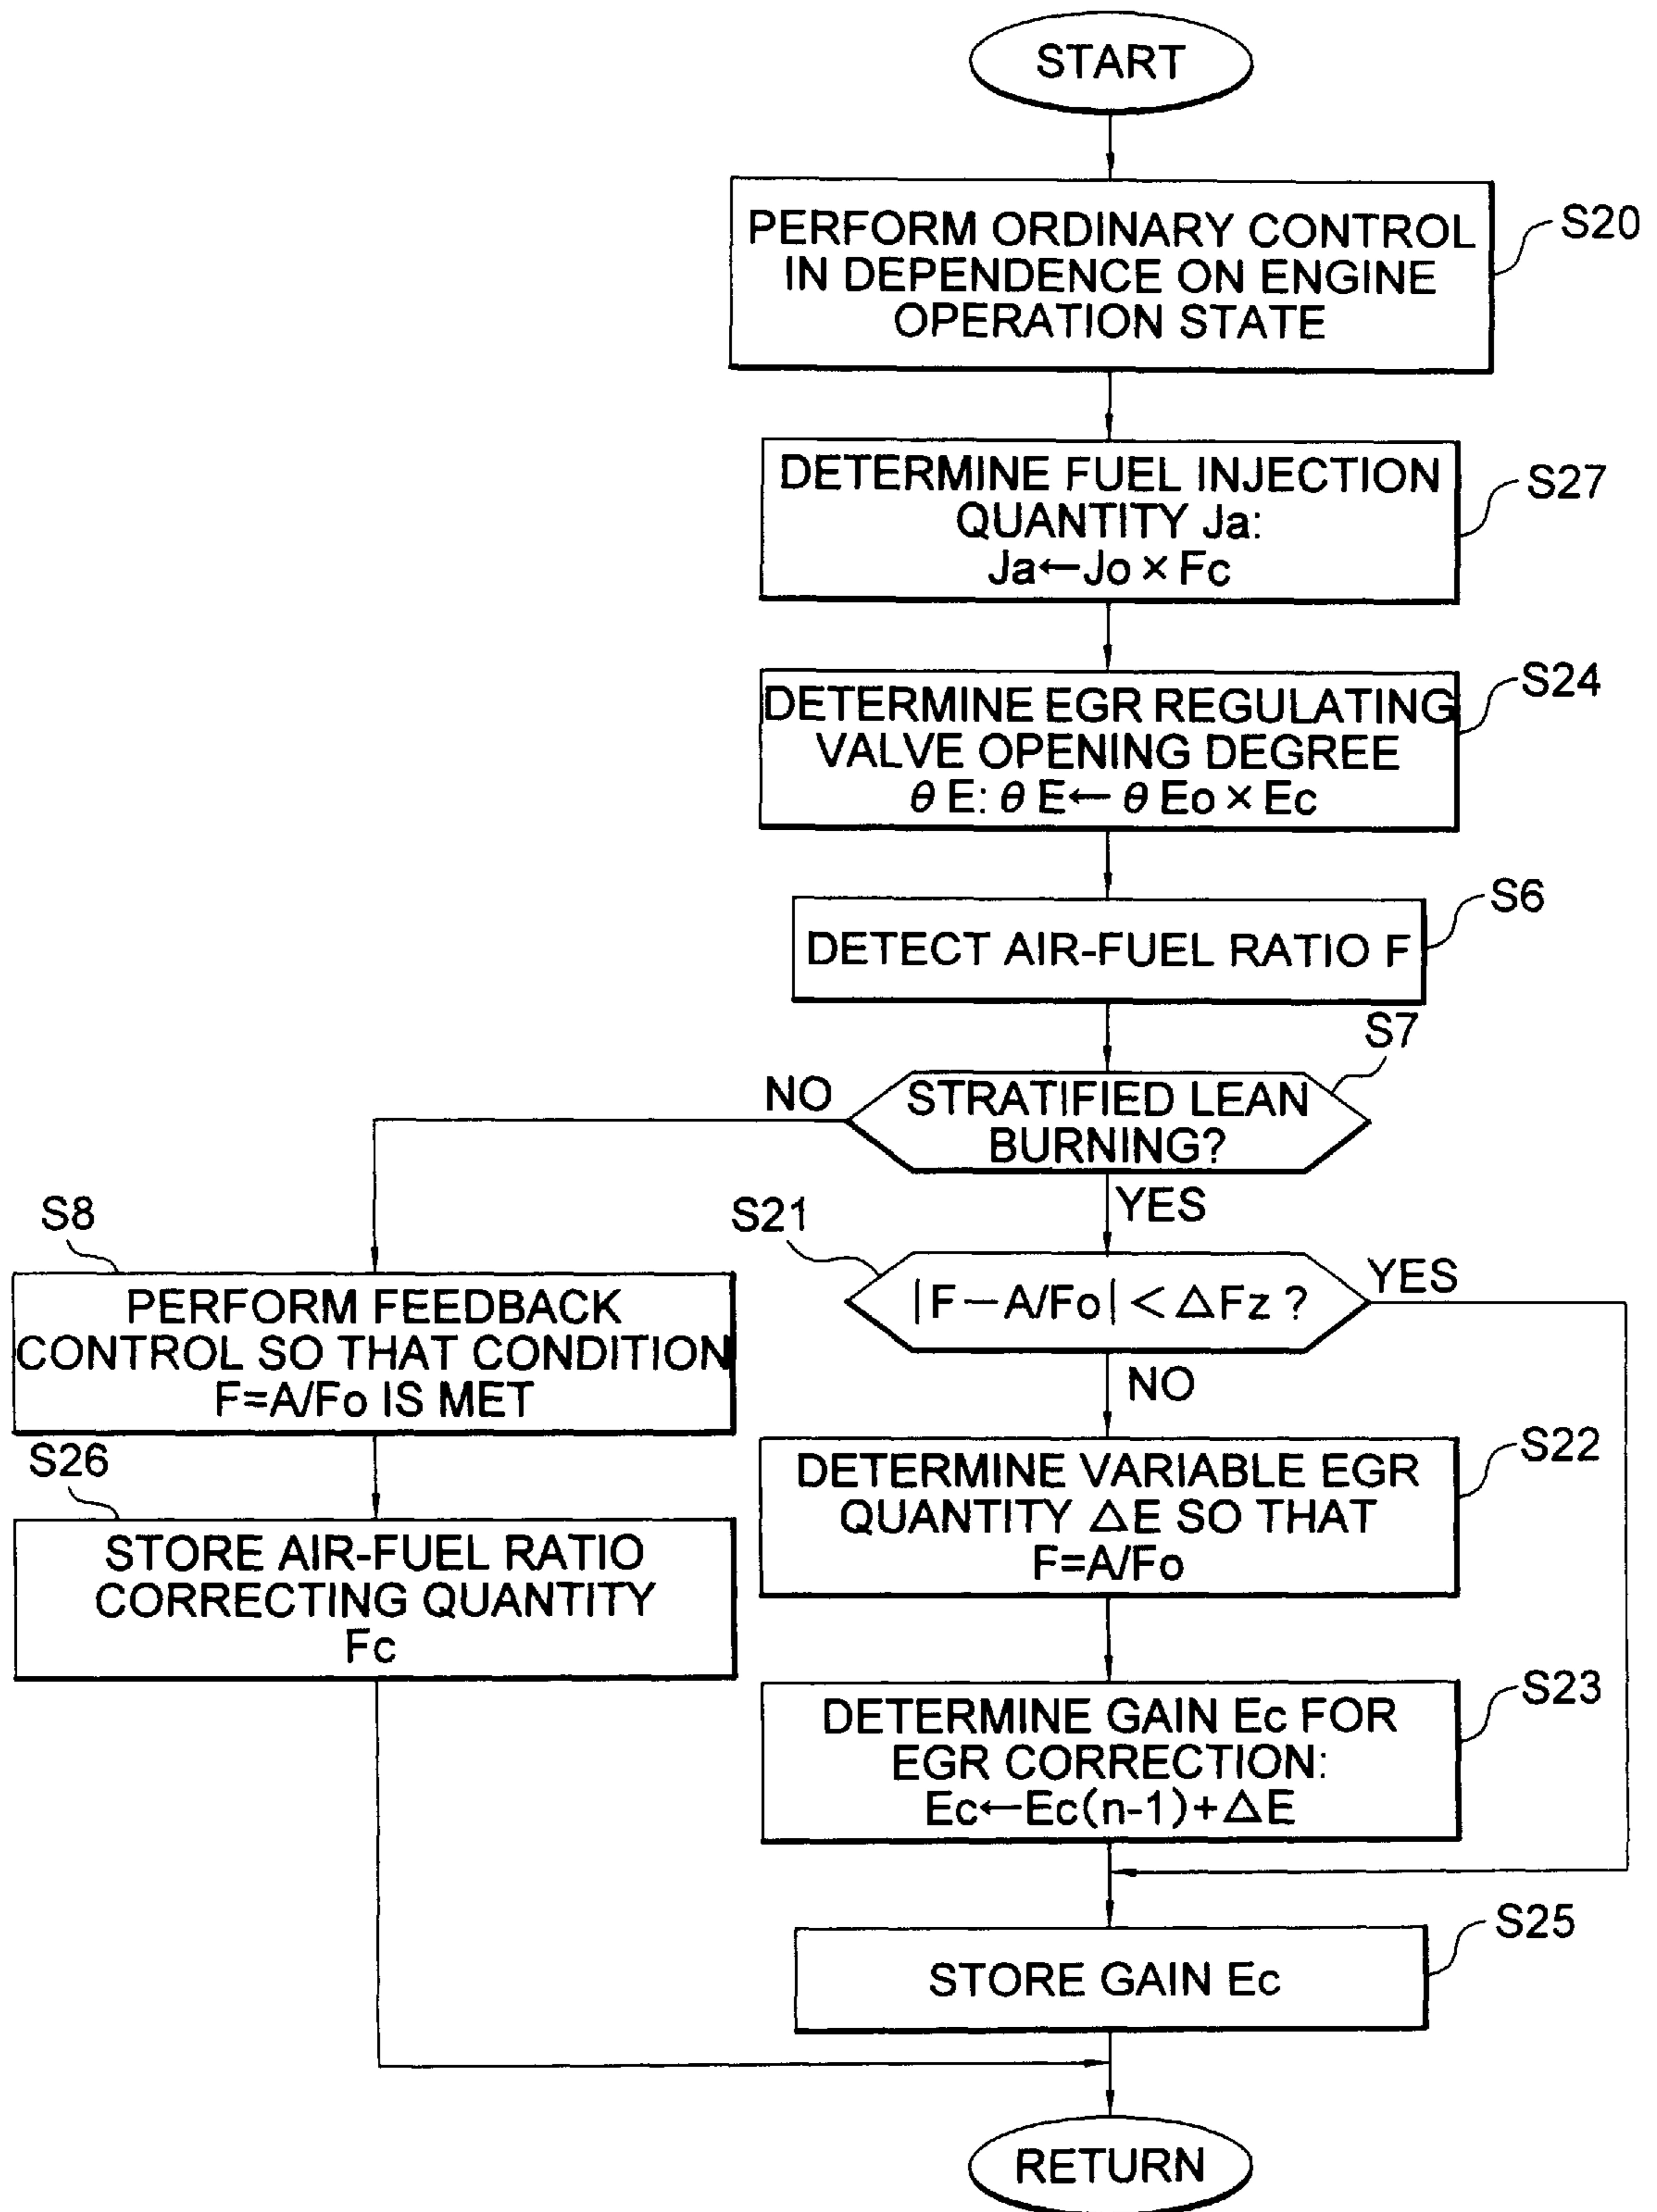 START
PERFORM ORDINARY CONTROL
IN DEPENDENCE ON ENGINE
OPERATION STATE
S20
DETERMINE FUEL INJECTION
QUANTITY Ja:
Ja←Jo×Fc
S27
DETERMINE EGR REGULATING
VALVE OPENING DEGREE
θE: θE←θEo×Ec
S24
DETECT AIR-FUEL RATIO F
S6
STRATIFIED LEAN
BURNING?
S7
NO
YES
S8
PERFORM FEEDBACK
CONTROL SO THAT CONDITION
F=A/Fo IS MET
S21
|F−A/Fo|<△Fz?
YES
NO
S26
STORE AIR-FUEL RATIO
CORRECTING QUANTITY
Fc
DETERMINE VARIABLE EGR
QUANTITY △E SO THAT
F=A/Fo
S22
DETERMINE GAIN Ec FOR
EGR CORRECTION:
Ec←Ec(n-1)+△E
S23
STORE GAIN Ec
S25
RETURN